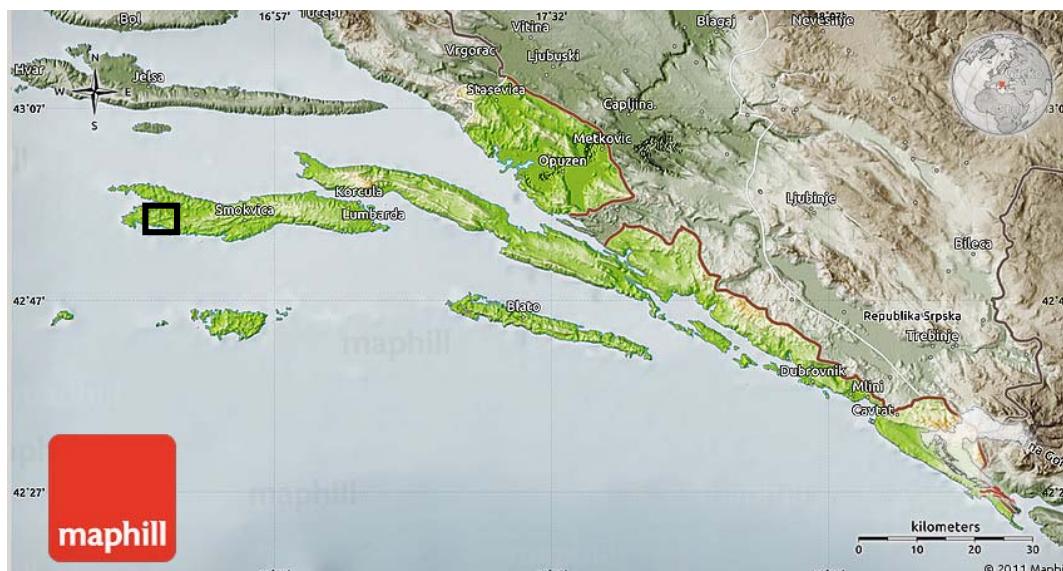 Bol
16°57'
Tučepi
17°32'
Vitina
Blagaj
Nevesinje
Vrgorac
Ljubuski
Hvar
N
Jelsa
W E
S
Stasevica
43°07'
Capljina
Metkovic
Opuzen
Korcula
Smokvica
Lumbarda
Ljubinje
Bileca
42°47'
Blato
Republika Srpska
Trebinje
maphill
Dubrovnik
Mlini
Cavtat
42°27'
maphill
maphill
kilometers
0 10 20 30